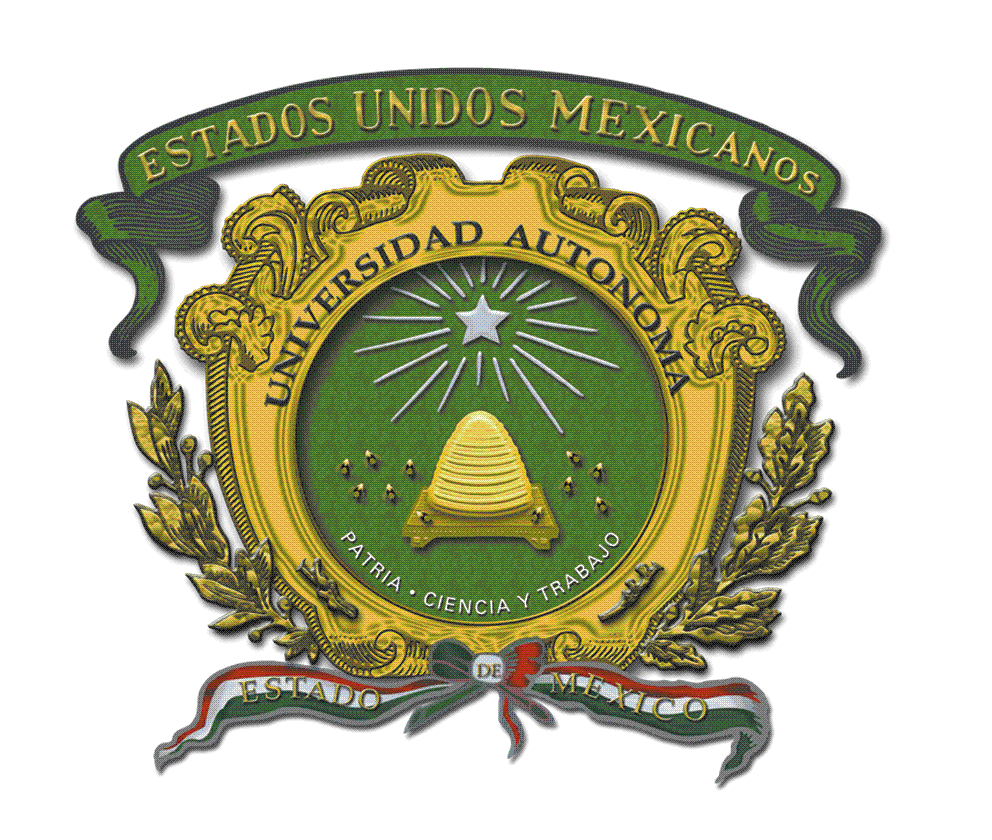 ESTADOS UNIDOS MEXICANOS
UNIVERSIDAD AUTONOMA
PATRIA • CIENCIA Y TRABAJO
ESTADO DE MEXICO